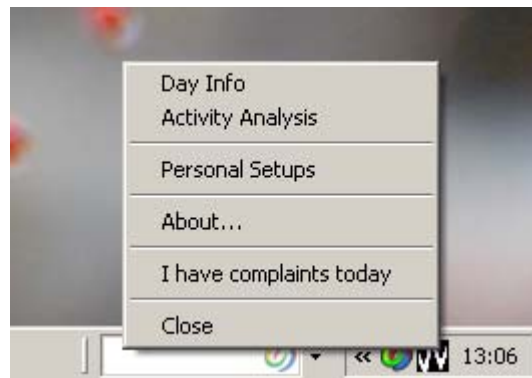 Day Info
Activity Analysis
Personal Setups
About...
I have complaints today
Close
« 13:06